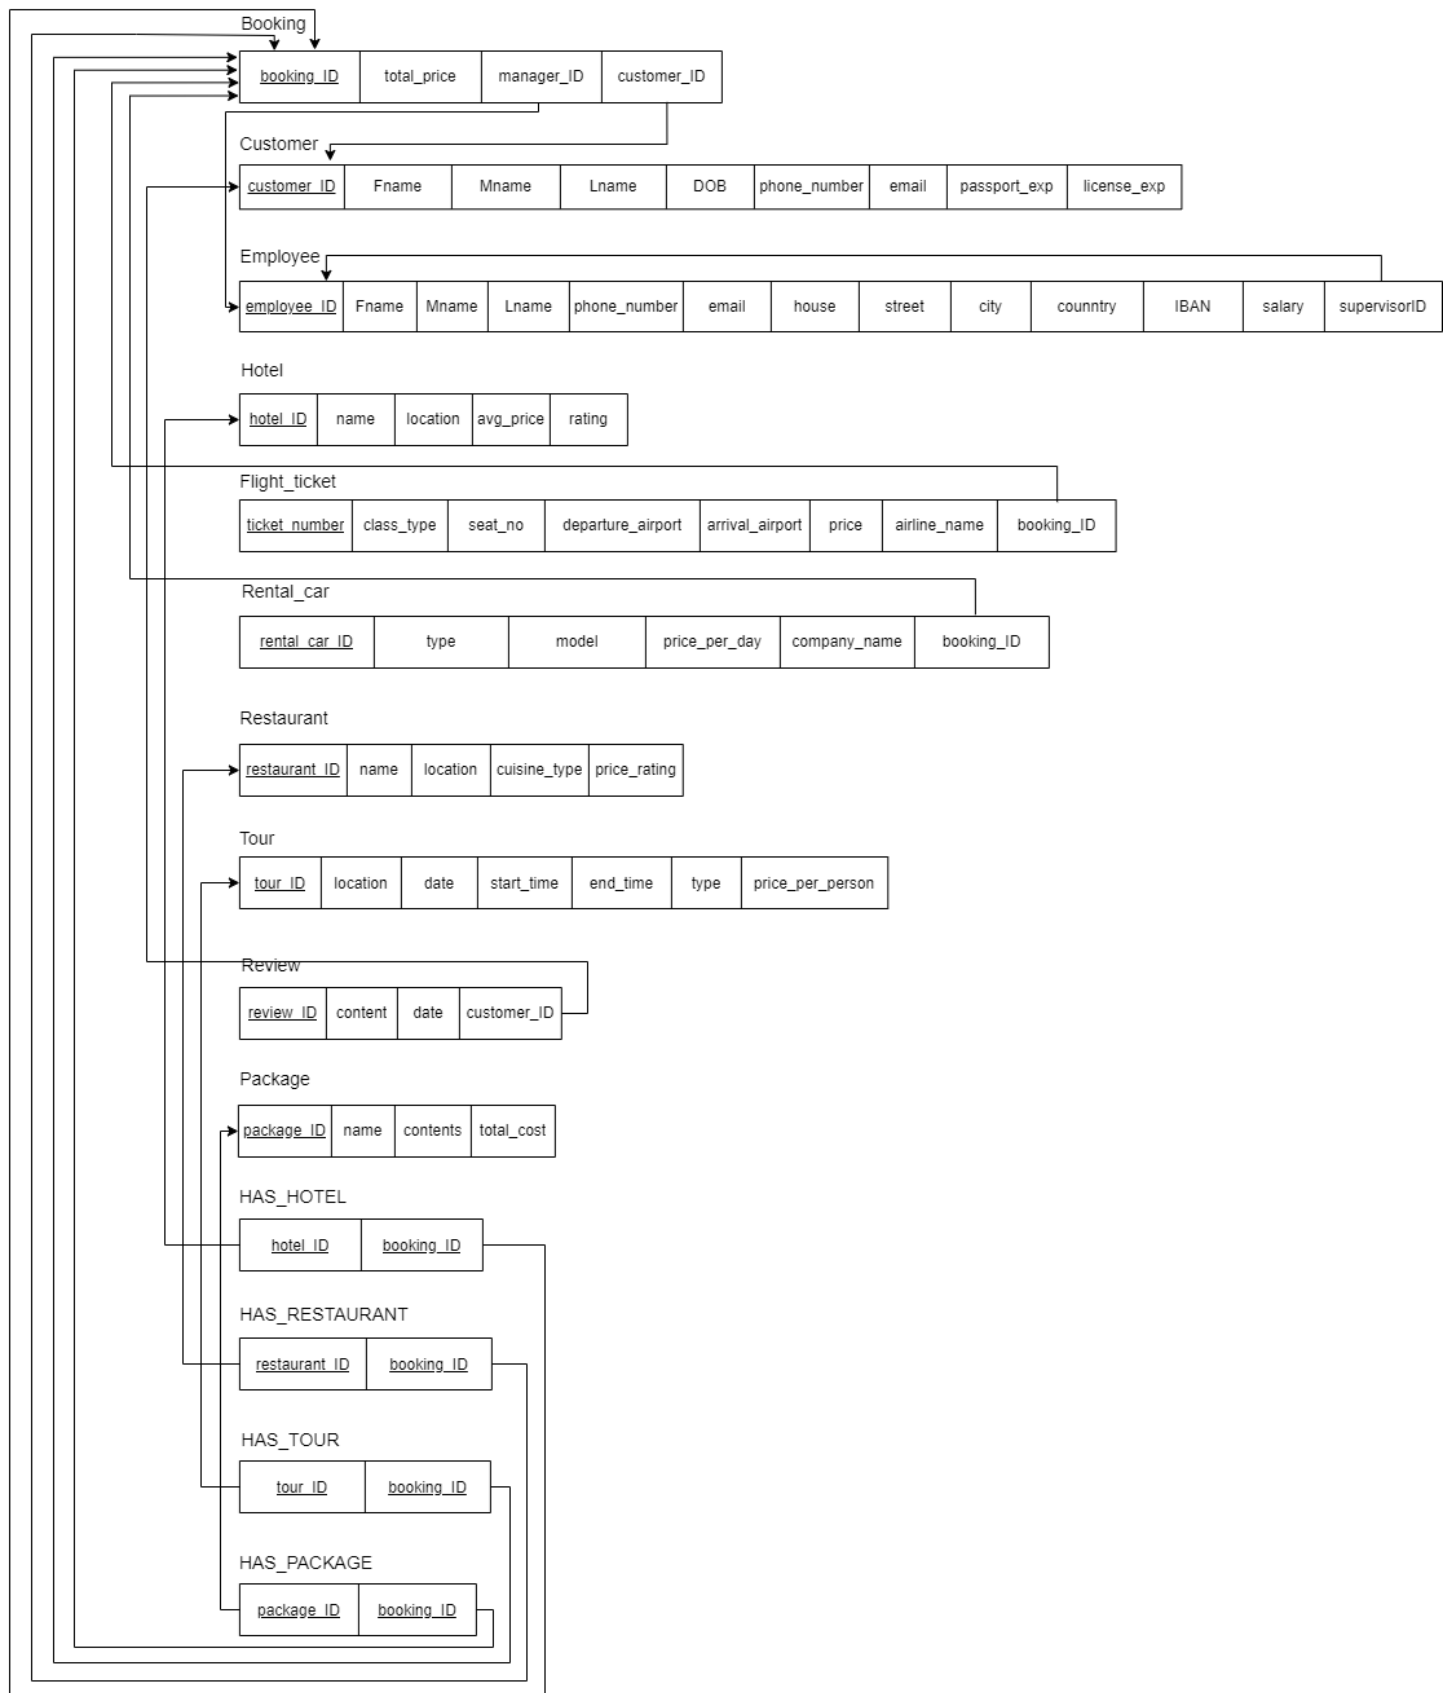 Booking
booking_ID total_price manager_ID customer_ID
Customer
customer_ID Fname Mname Lname DOB phone_number email passport_exp license_exp
Employee
employee_ID Fname Mname Lname phone_number email house street city counntry IBAN salary supervisorID
Hotel
hotel_ID name location avg_price rating
Flight_ticket
ticket_number class_type seat_no departure_airport arrival_airport price airline_name booking_ID
Rental_car
rental_car_ID type model price_per_day company_name booking_ID
Restaurant
restaurant_ID name location cuisine_type price_rating
Tour
tour_ID location date start_time end_time type price_per_person
Review
review_ID content date customer_ID
Package
package_ID name contents total_cost
HAS_HOTEL
hotel_ID booking_ID
HAS_RESTAURANT
restaurant_ID booking_ID
HAS_TOUR
tour_ID booking_ID
HAS_PACKAGE
package_ID booking_ID